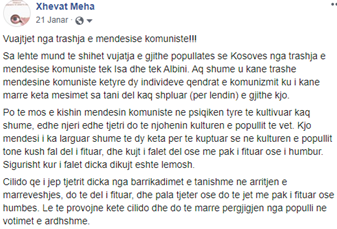 Xhevat Meha
21 Janar ·
Vuajtjet nga trashja e mendesise komuniste!!!
Sa lehte mund te shihet vujatja e gjithe popullates se Kosoves nga trashja e
mendesise komuniste tek Isa dhe tek Albini. Aq shume u kane trashe
mendesine komuniste ketyre dy individeve qendrat e komunizmit ku i kane
marre keta mesimet sa tani del kaq shpluar (per lendin) e gjithe kjo.
Po te mos e kishin mendesin komuniste ne psiqiken tyre te kultivuar kaq
shume, edhe njeri edhe tjetri do te njohenin kulturen e popullit te vet. Kjo
mendesi i ka larguar shume te dy keta per te kuptuar se ne kulturen e popullit
tone kush fal del i fituar, dhe kujt i falet del ose me pak i fituar ose i humbur.
Sigurisht kur i falet dicka dikujt eshte lemosh.
Cilido qe i jep tjetrit dicka nga barrikadimet e tanishme ne arritjen e
marreveshjes, do te del i fituar, dhe pala tjeter ose do te jet me pak i fituar ose
humbes. Le te provojne kete cilido dhe do te marre pergjigjen nga populli ne
votimet e ardhshme.